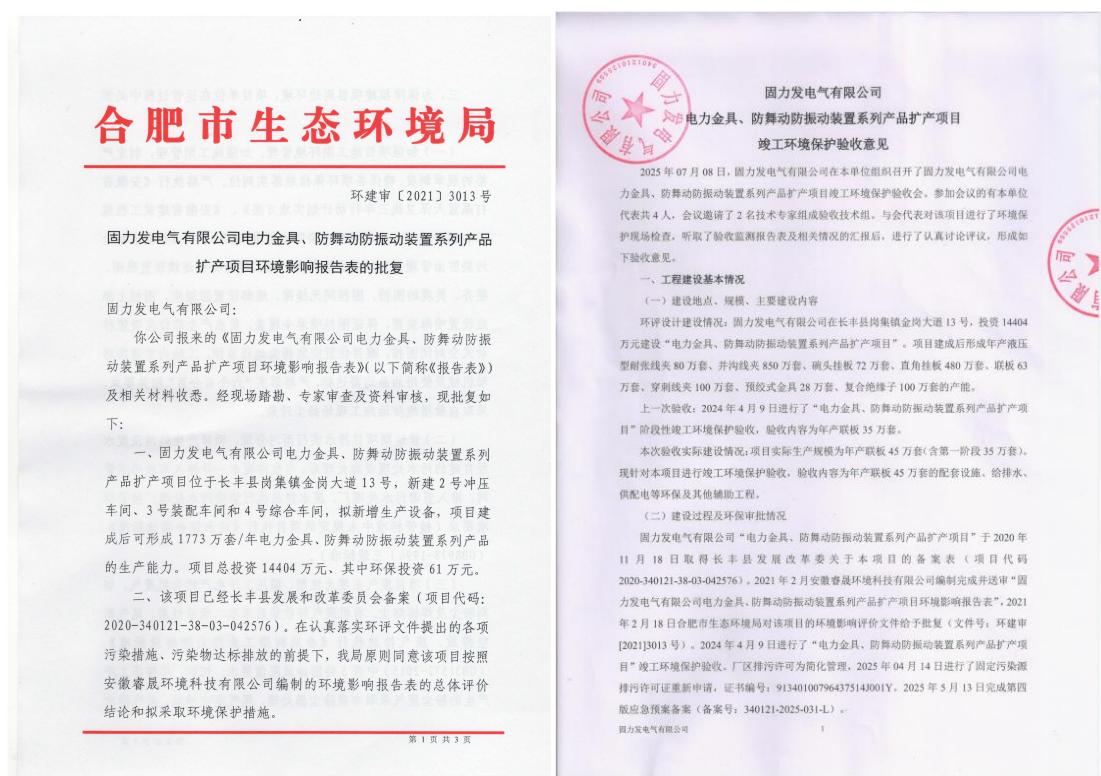 合肥市生态环境局
环建审〔2021〕3013号
固力发电气有限公司电力金具、防舞动防振动装置系列产品
扩产项目环境影响报告表的批复
固力发电气有限公司:
你公司报来的《固力发电气有限公司电力金具、防舞动防振
动装置系列产品扩产项目环境影响报告表》(以下简称《报告表》)
及相关材料收悉。经现场踏勘、专家审查及资料审核，现批复如
下:
一、固力发电气有限公司电力金具、防舞动防振动装置系列
产品扩产项目位于长丰县岗集镇金岗大道13号，新建2号冲压
车间、3号装配车间和4号综合车间，拟新增生产设备，项目建
成后可形成1773万套/年电力金具、防舞动防振动装置系列产品
的生产能力。项目总投资14404万元、其中环保投资61万元。
二、该项目已经长丰县发展和改革委员会备案（项目代码:
2020-340121-38-03-042576)。在认真落实环评文件提出的各项
污染措施、污染物达标排放的前提下，我局原则同意该项目按照
安徽睿晟环境科技有限公司编制的环境影响报告表的总体评价
结论和拟采取环境保护措施。
第1页共3页
固力发电气有限公司
电力金具、防舞动防振动装置系列产品扩产项目
竣工环境保护验收意见
2025年07月08日，固力发电气有限公司在本单位组织召开了固力发电气有限公司电
力金具、防舞动防振动装置系列产品扩产项目竣工环境保护验收会。参加会议的有本单位
代表共4人，会议邀请了2名技术专家组成验收技术组。与会代表对该项目进行了环境保
护现场检查，听取了验收监测报告表及相关情况的汇报后，进行了认真讨论评议，形成如
下验收意见。
一、工程建设基本情况
（一）建设地点、规模、主要建设内容
环评设计建设情况：固力发电气有限公司在长丰县岗集镇金岗大道13号，投资14404
万元建设“电力金具、防舞动防振动装置系列产品扩产项目”。项目建成后形成年产液压
型耐张线夹80万套、并沟线夹850万套、碗头挂板72万套、直角挂板480万套、联板63
万套、穿刺线夹100万套、预绞式金具28万套、复合绝缘子100万套的产能。
上一次验收：2024年4月9日进行了“电力金具、防舞动防振动装置系列产品扩产项
目”阶段性竣工环境保护验收，验收内容为年产联板35万套。
本次验收实际建设情况：项目实际生产规模为年产联板45万套（含第一阶段35万套）。
现针对本项目进行竣工环境保护验收，验收内容为年产联板45万套的配套设施、给排水、
供配电等环保及其他辅助工程。
（二）建设过程及环保审批情况
固力发电气有限公司“电力金具、防舞动防振动装置系列产品扩产项目”于2020年
11月18日取得长丰县发展改革委关于本项目的备案表（项目代码
2020-340121-38-03-042576）。2021年2月安徽睿晟环境科技有限公司编制完成并送审“固
力发电气有限公司电力金具、防舞动防振动装置系列产品扩产项目环境影响报告表”，2021
年2月18日合肥市生态环境局对该项目的环境影响评价文件给予批复（文件号：环建审
[2021]3013号）。2024年4月9日进行了“电力金具、防舞动防振动装置系列产品扩产项
目”竣工环境保护验收。厂区排污许可为简化管理，2025年04月14日进行了固定污染源
排污许可证重新申请，证书编号：91340100796437514J001Y。2025年5月13日完成第四
版应急预案备案（备案号：340121-2025-031-L）。
固力发电气有限公司
1
固力发电气有限公司